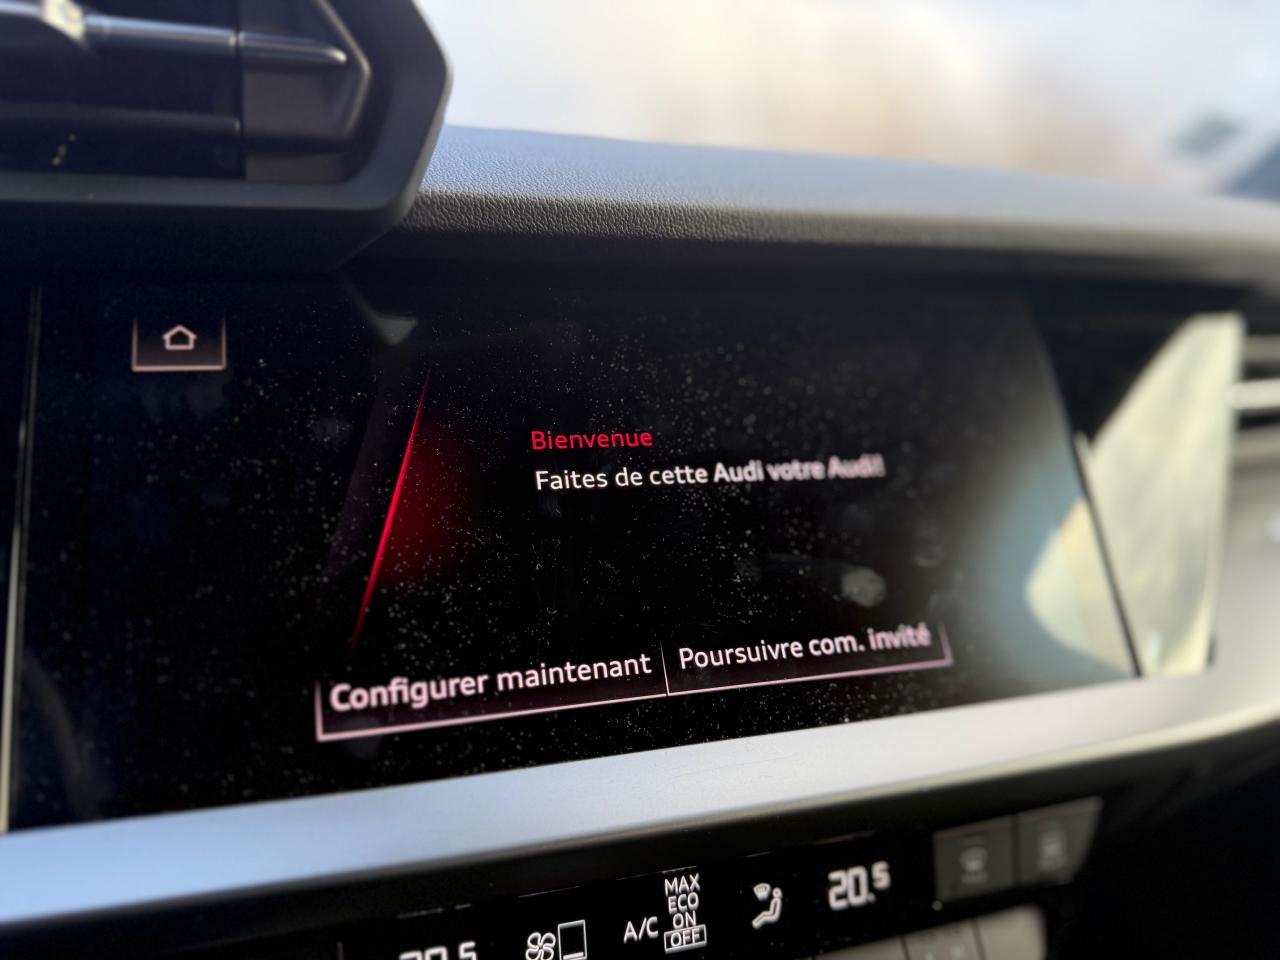 Bienvenue
Faites de cette Audi votre Audi!
Configurer maintenant
Poursuivre com. invité
MAX
ECO
A/C ON
OFF
20.5